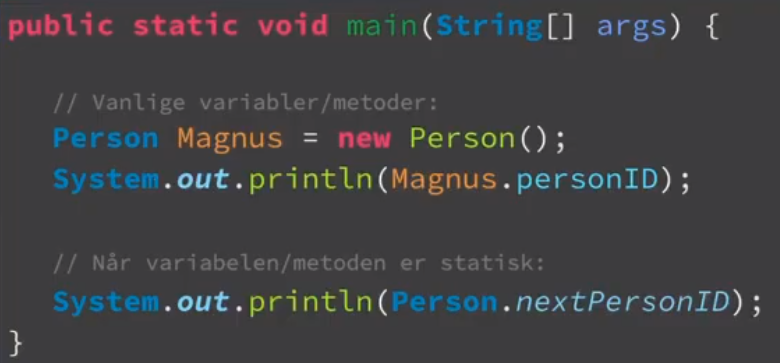 public static void main(String[] args) {
// Vanlige variabler/metoder:
Person Magnus = new Person();
System.out.println(Magnus.personID);
// Når variabelen/metoden er statisk:
System.out.println(Person.nextPersonID);
}